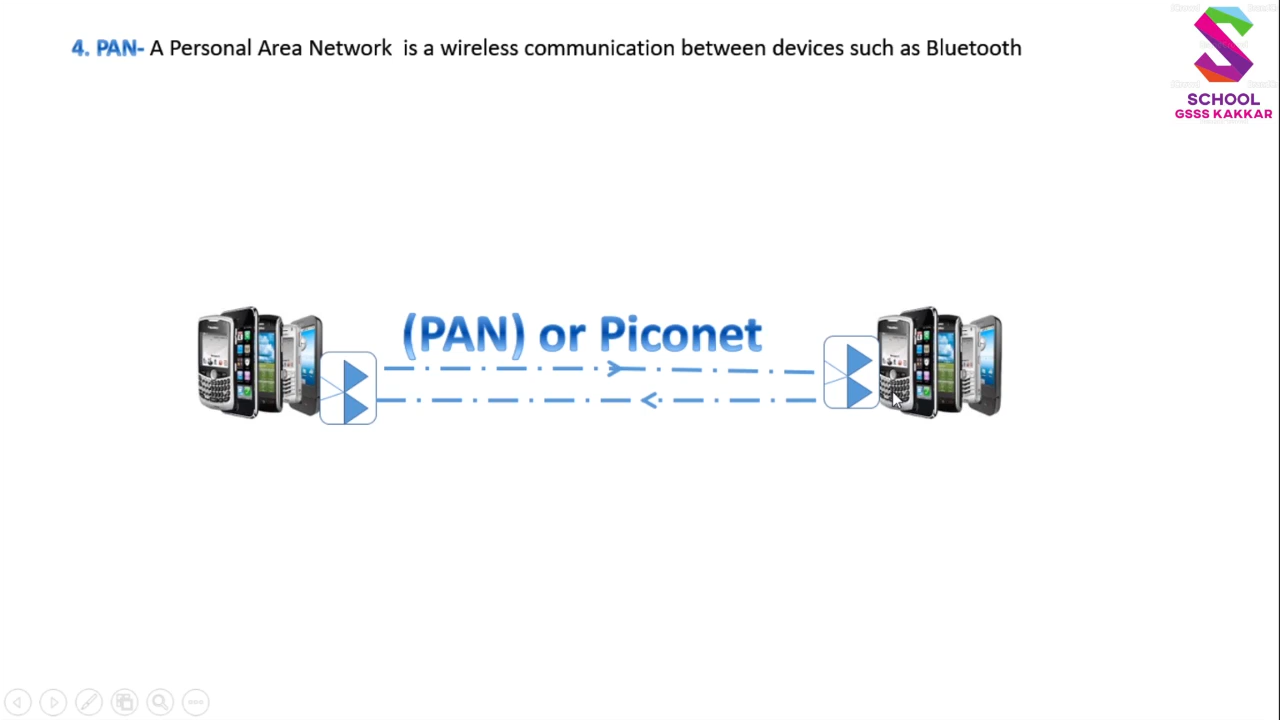 4. PAN- A Personal Area Network is a wireless communication between devices such as Bluetooth
SCHOOL
GSSS KAKKAR
(PAN) or Piconet